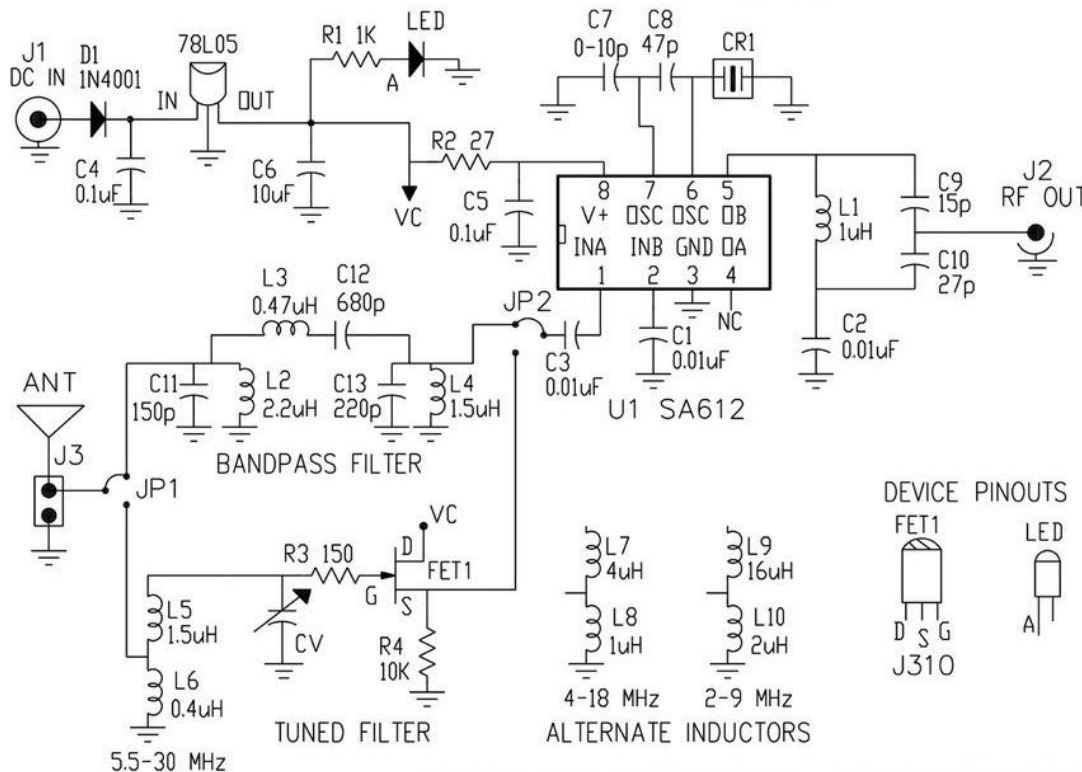 J1
DC IN
D1
1N4001
78L05
IN
OUT
C4
0.1uF
C6
10uF
R1 1K
LED
A
VC
R2 27
C5
0.1uF
C7
0-10p
C8
47p
CR1
8 7 6 5
V+ OSC OSC OB
INA INB GND OA
1 2 3 4
NC
U1 SA612
L1
1uH
C9
15p
C10
27p
J2
RF OUT
C2
0.01uF
C1
0.01uF
C3
0.01uF
JP2
L3
0.47uH
C12
680p
C11
150p
L2
2.2uH
C13
220p
L4
1.5uH
BANDPASS FILTER
ANT
J3
JP1
L5
1.5uH
L6
0.4uH
5.5-30 MHz
CV
R3 150
VC
D
G
S
FET1
R4
10K
TUNED FILTER
L7
4uH
L8
1uH
4-18 MHz
L9
16uH
L10
2uH
2-9 MHz
ALTERNATE INDUCTORS
DEVICE PINOUTS
FET1
D S G
J310
LED
A